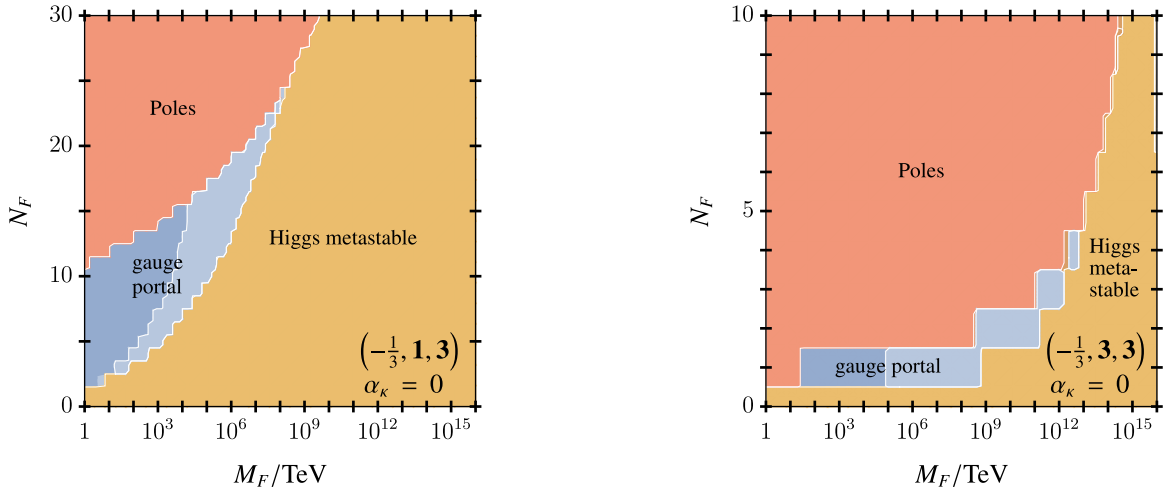 30
20
10
0
N_F
Poles
Higgs metastable
gauge
portal
(−1/3, 1, 3)
α_κ = 0
1 10^3 10^6 10^9 10^12 10^15
M_F/TeV
10
5
0
N_F
Poles
Higgs
meta-
stable
gauge portal
(−1/3, 3, 3)
α_κ = 0
1 10^3 10^6 10^9 10^12 10^15
M_F/TeV